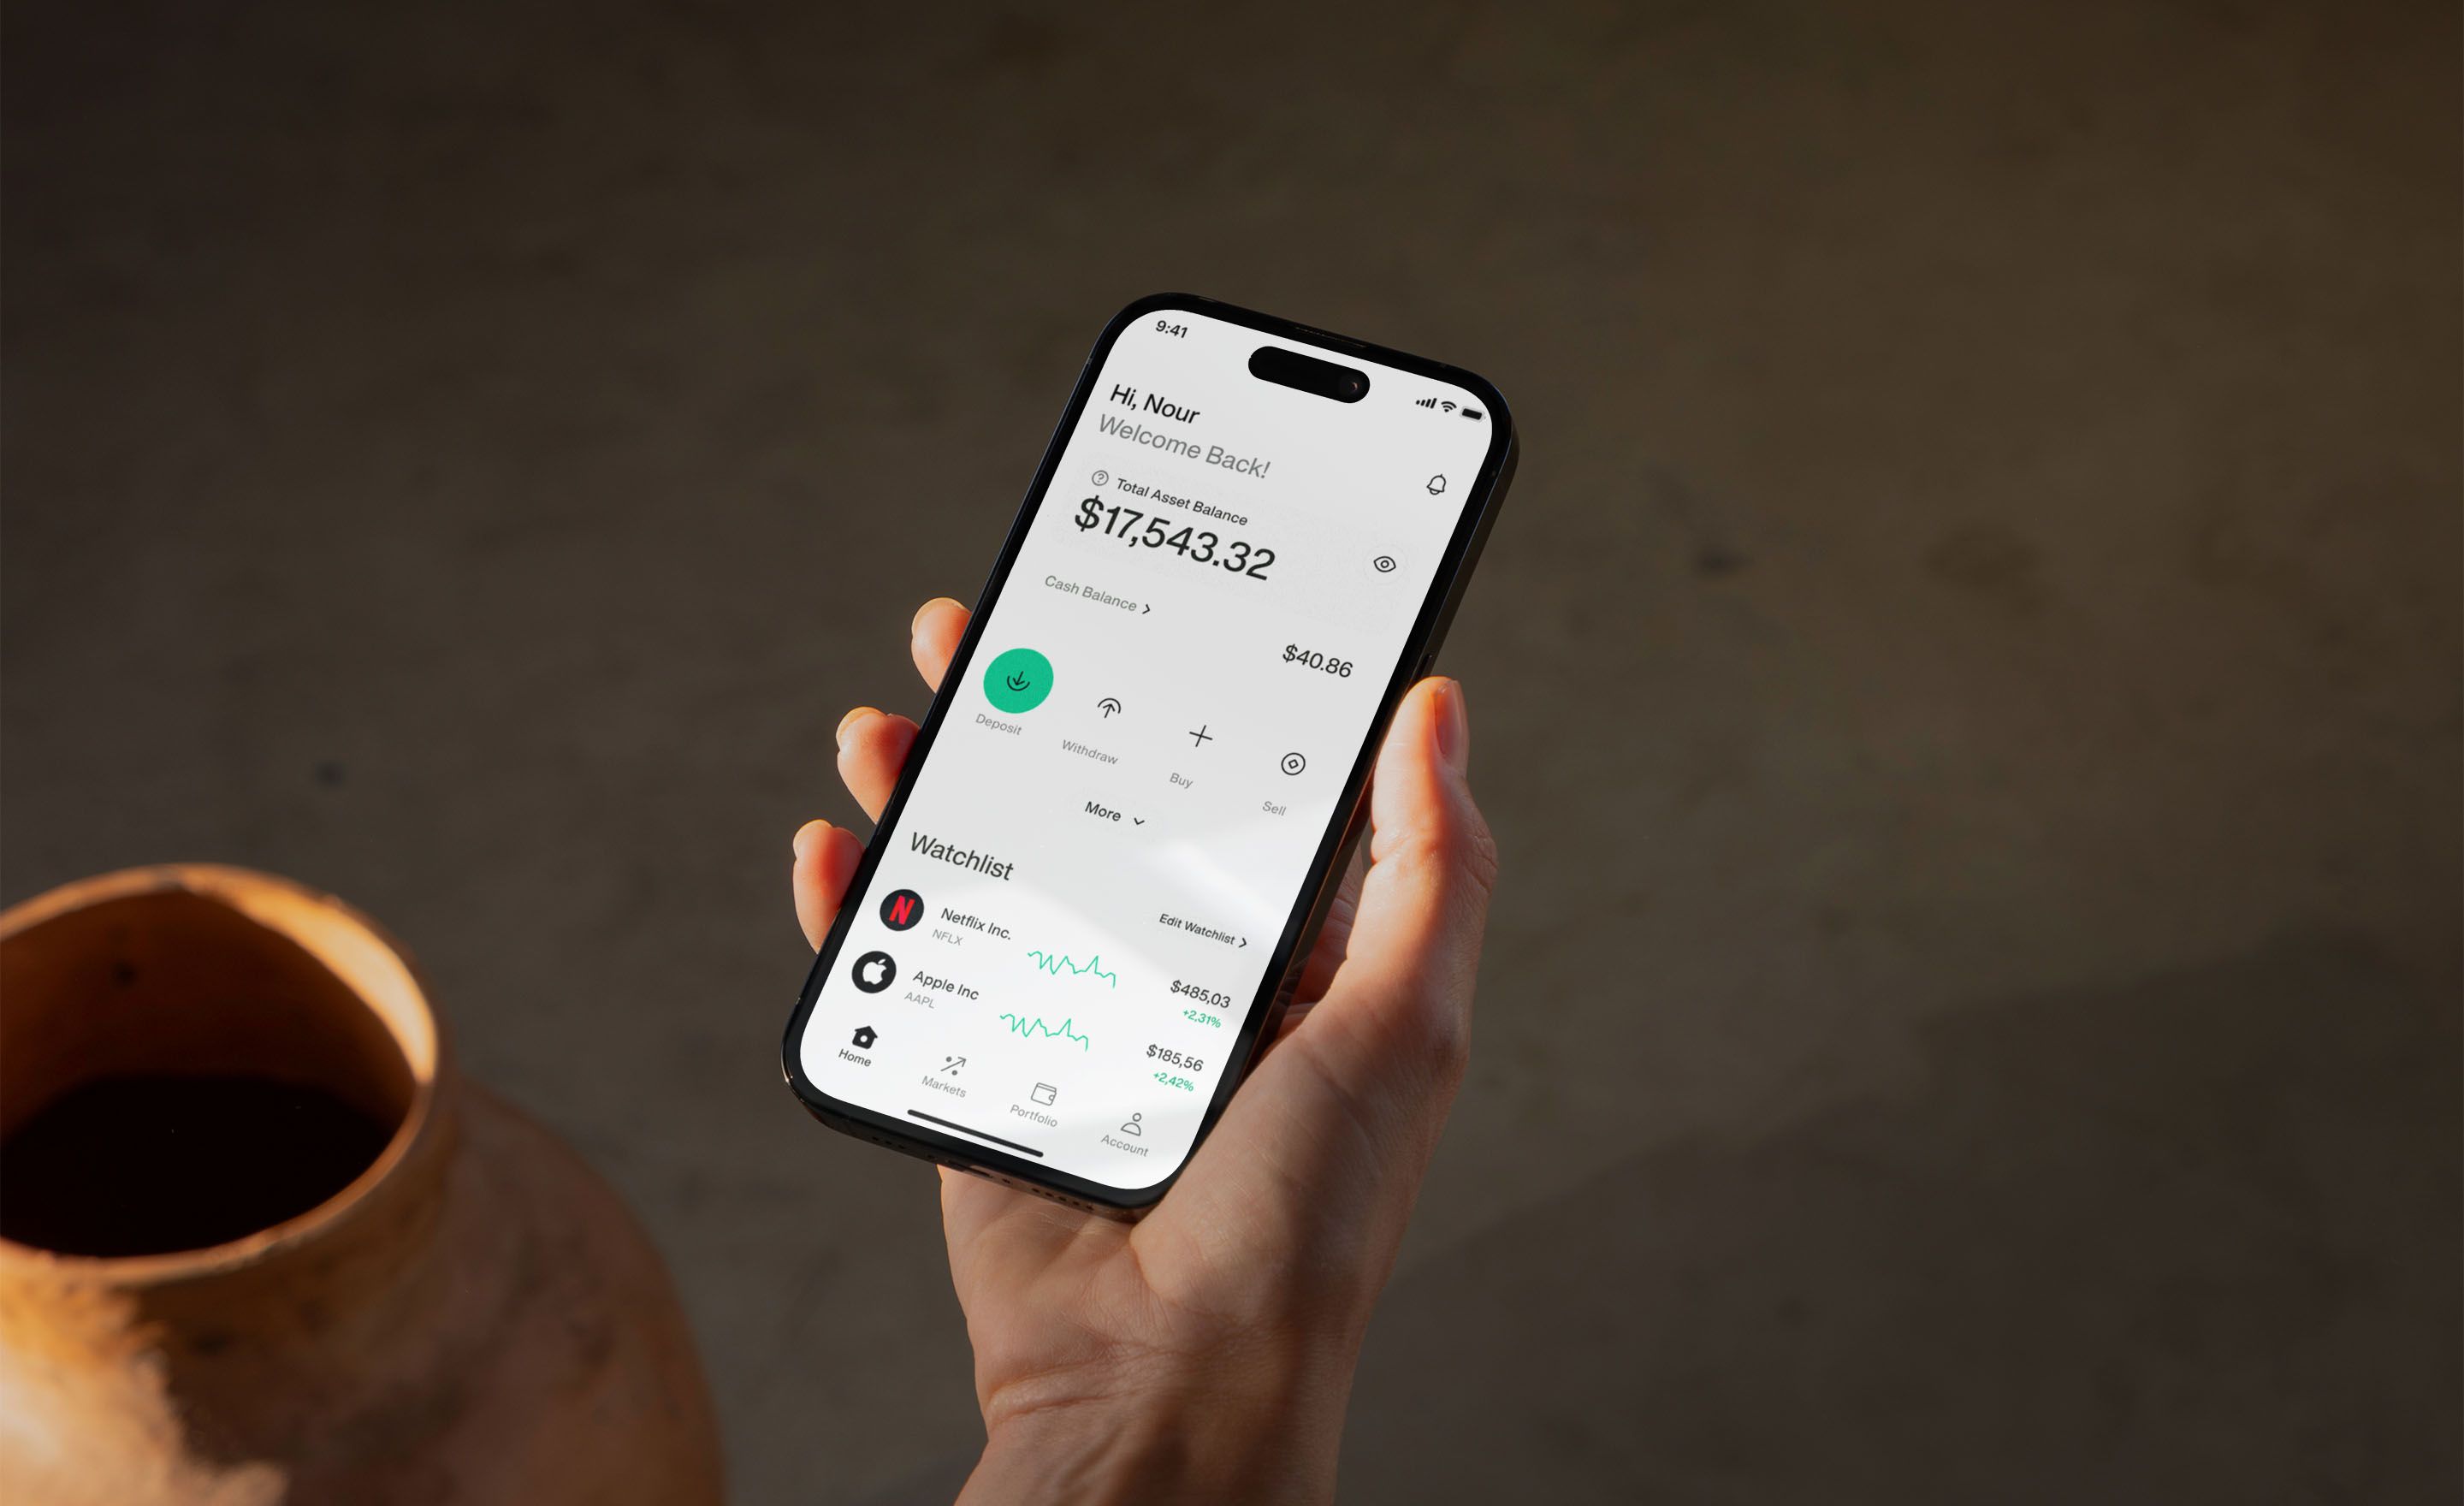 9:41
Hi, Nour
Welcome Back!
Total Asset Balance
$17,543.32
Cash Balance
$40.86
Deposit
Withdraw
Buy
Sell
More
Watchlist
Edit Watchlist
N
Netflix Inc.
NFLX
$485,03
+2,31%
Apple Inc
AAPL
$185,56
+2,42%
Home
Markets
Portfolio
Account